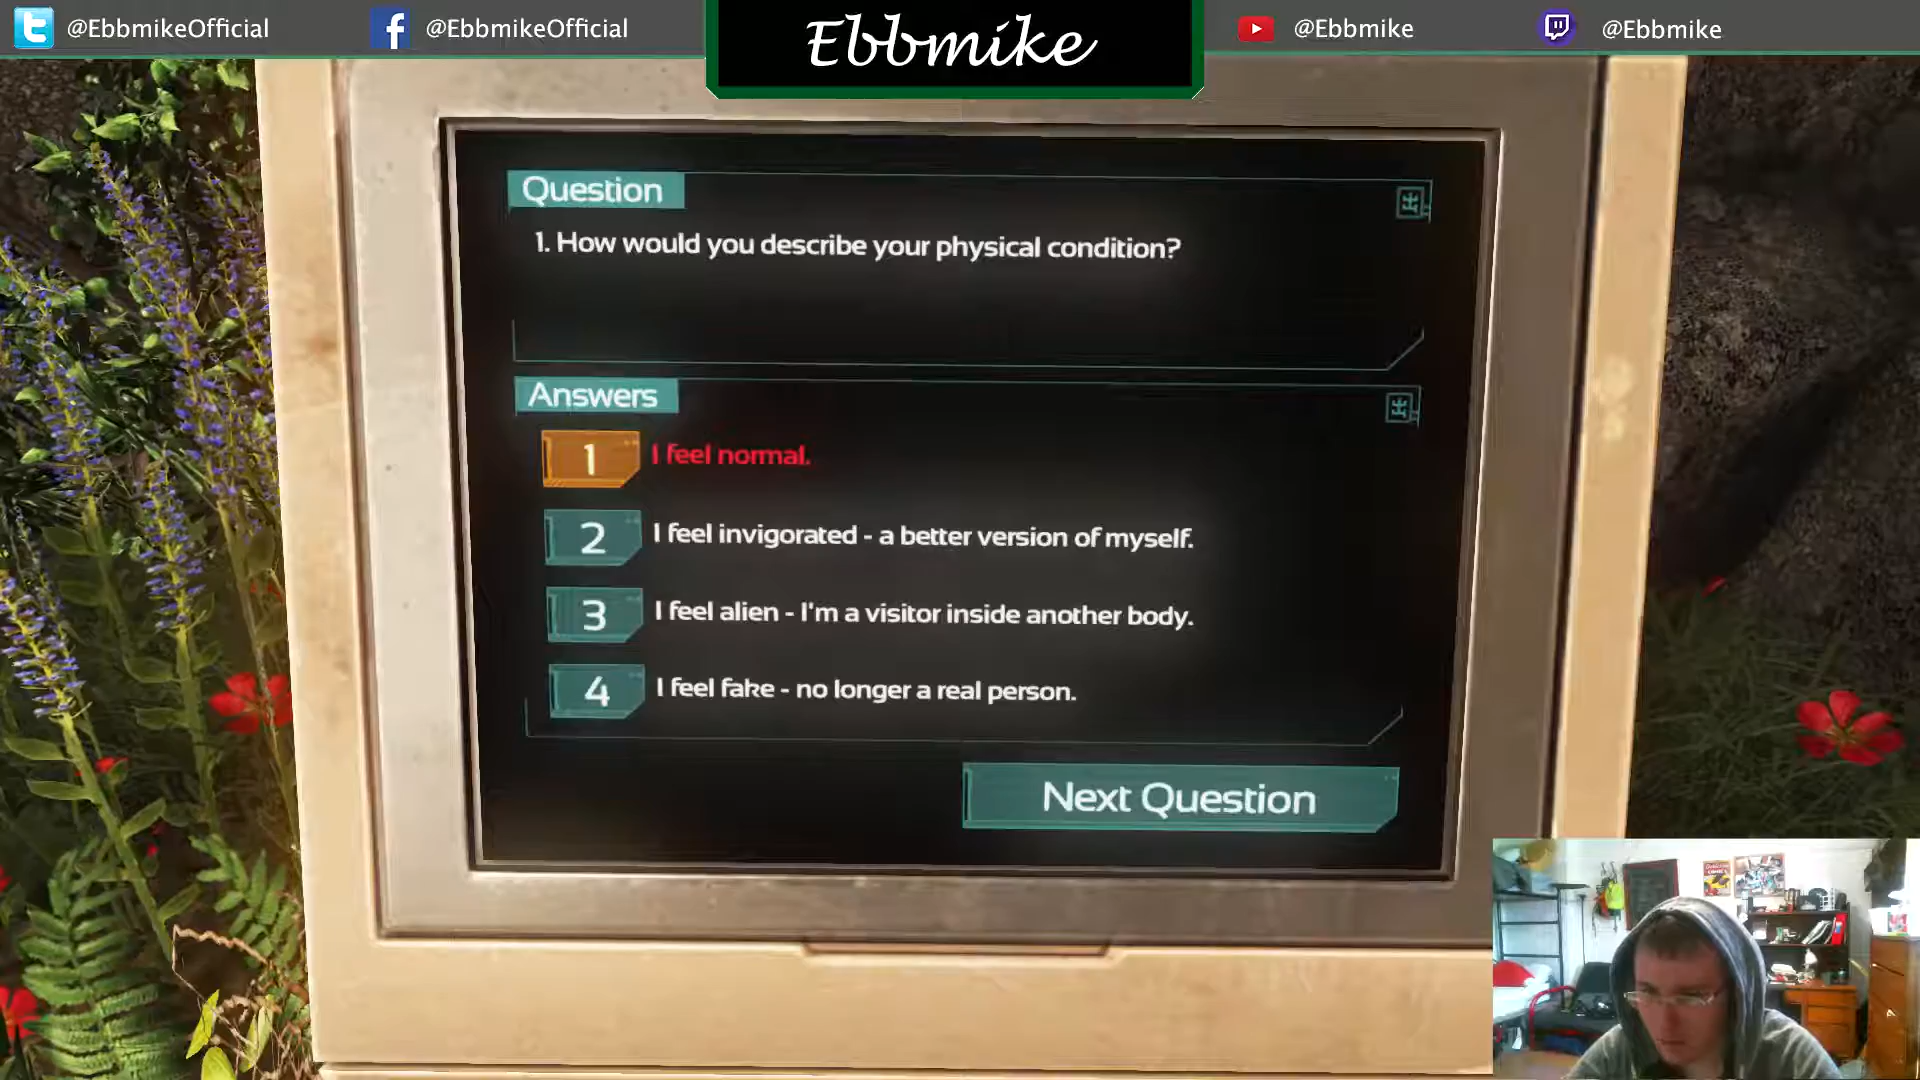 @EbbmikeOfficial
@EbbmikeOfficial
Ebbmike
@Ebbmike
@Ebbmike
Question
1. How would you describe your physical condition?
Answers
1 I feel normal.
2 I feel invigorated - a better version of myself.
3 I feel alien - I'm a visitor inside another body.
4 I feel fake - no longer a real person.
Next Question